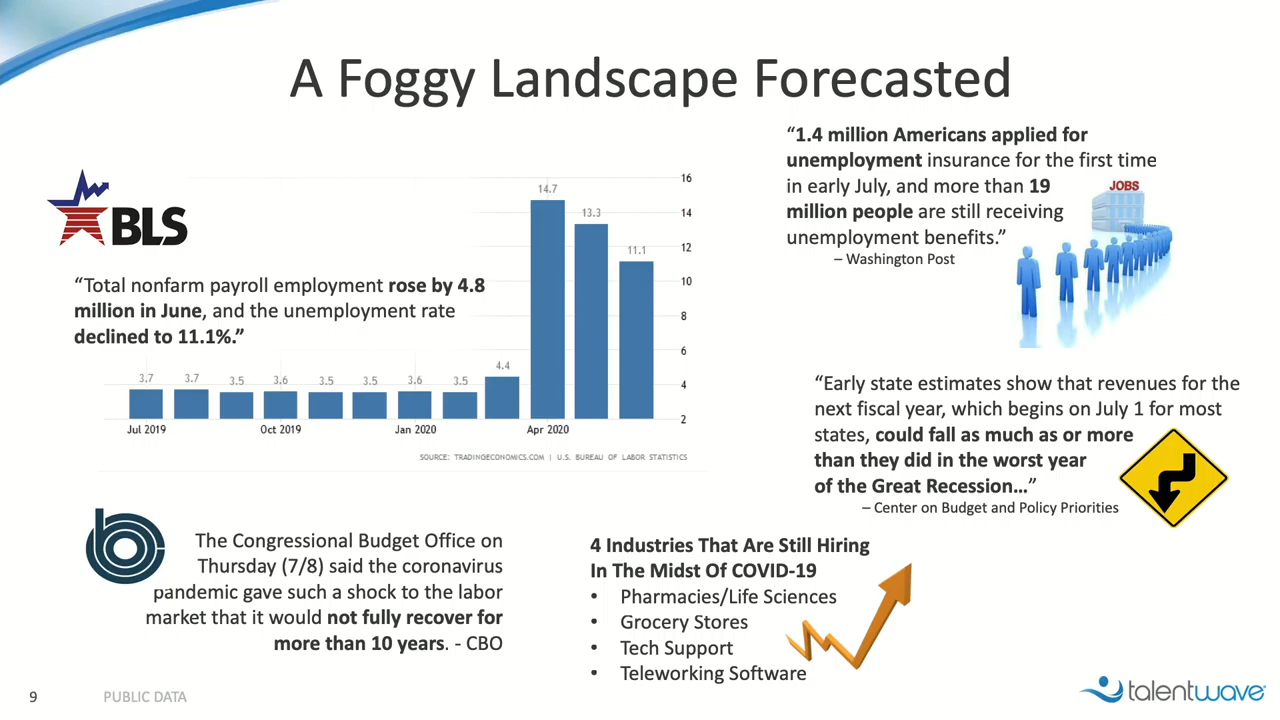 A Foggy Landscape Forecasted
BLS
“Total nonfarm payroll employment rose by 4.8
million in June, and the unemployment rate
declined to 11.1%.”
16
14
12
10
8
6
4
2
3.7
3.7
3.5
3.6
3.5
3.5
3.6
3.5
4.4
14.7
13.3
11.1
Jul 2019
Oct 2019
Jan 2020
Apr 2020
SOURCE: TRADINGECONOMICS.COM | U.S. BUREAU OF LABOR STATISTICS
“1.4 million Americans applied for
unemployment insurance for the first time
in early July, and more than 19
million people are still receiving
unemployment benefits.”
– Washington Post
JOBS
“Early state estimates show that revenues for the
next fiscal year, which begins on July 1 for most
states, could fall as much as or more
than they did in the worst year
of the Great Recession…”
– Center on Budget and Policy Priorities
The Congressional Budget Office on
Thursday (7/8) said the coronavirus
pandemic gave such a shock to the labor
market that it would not fully recover for
more than 10 years. - CBO
4 Industries That Are Still Hiring
In The Midst Of COVID-19
• Pharmacies/Life Sciences
• Grocery Stores
• Tech Support
• Teleworking Software
9
PUBLIC DATA
talentwave